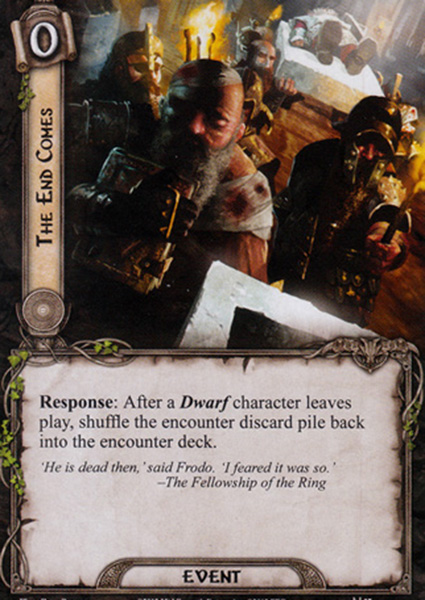 0
THE END COMES
Response: After a Dwarf character leaves
play, shuffle the encounter discard pile back
into the encounter deck.
'He is dead then,' said Frodo. 'I feared it was so.'
–The Fellowship of the Ring
EVENT